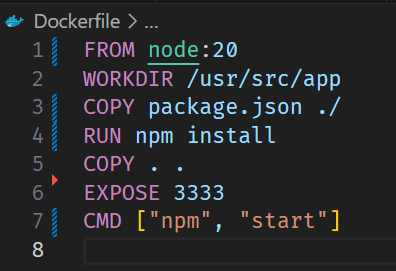 Dockerfile > ...
1 FROM node:20
2 WORKDIR /usr/src/app
3 COPY package.json ./
4 RUN npm install
5 COPY . .
6 EXPOSE 3333
7 CMD ["npm", "start"]
8